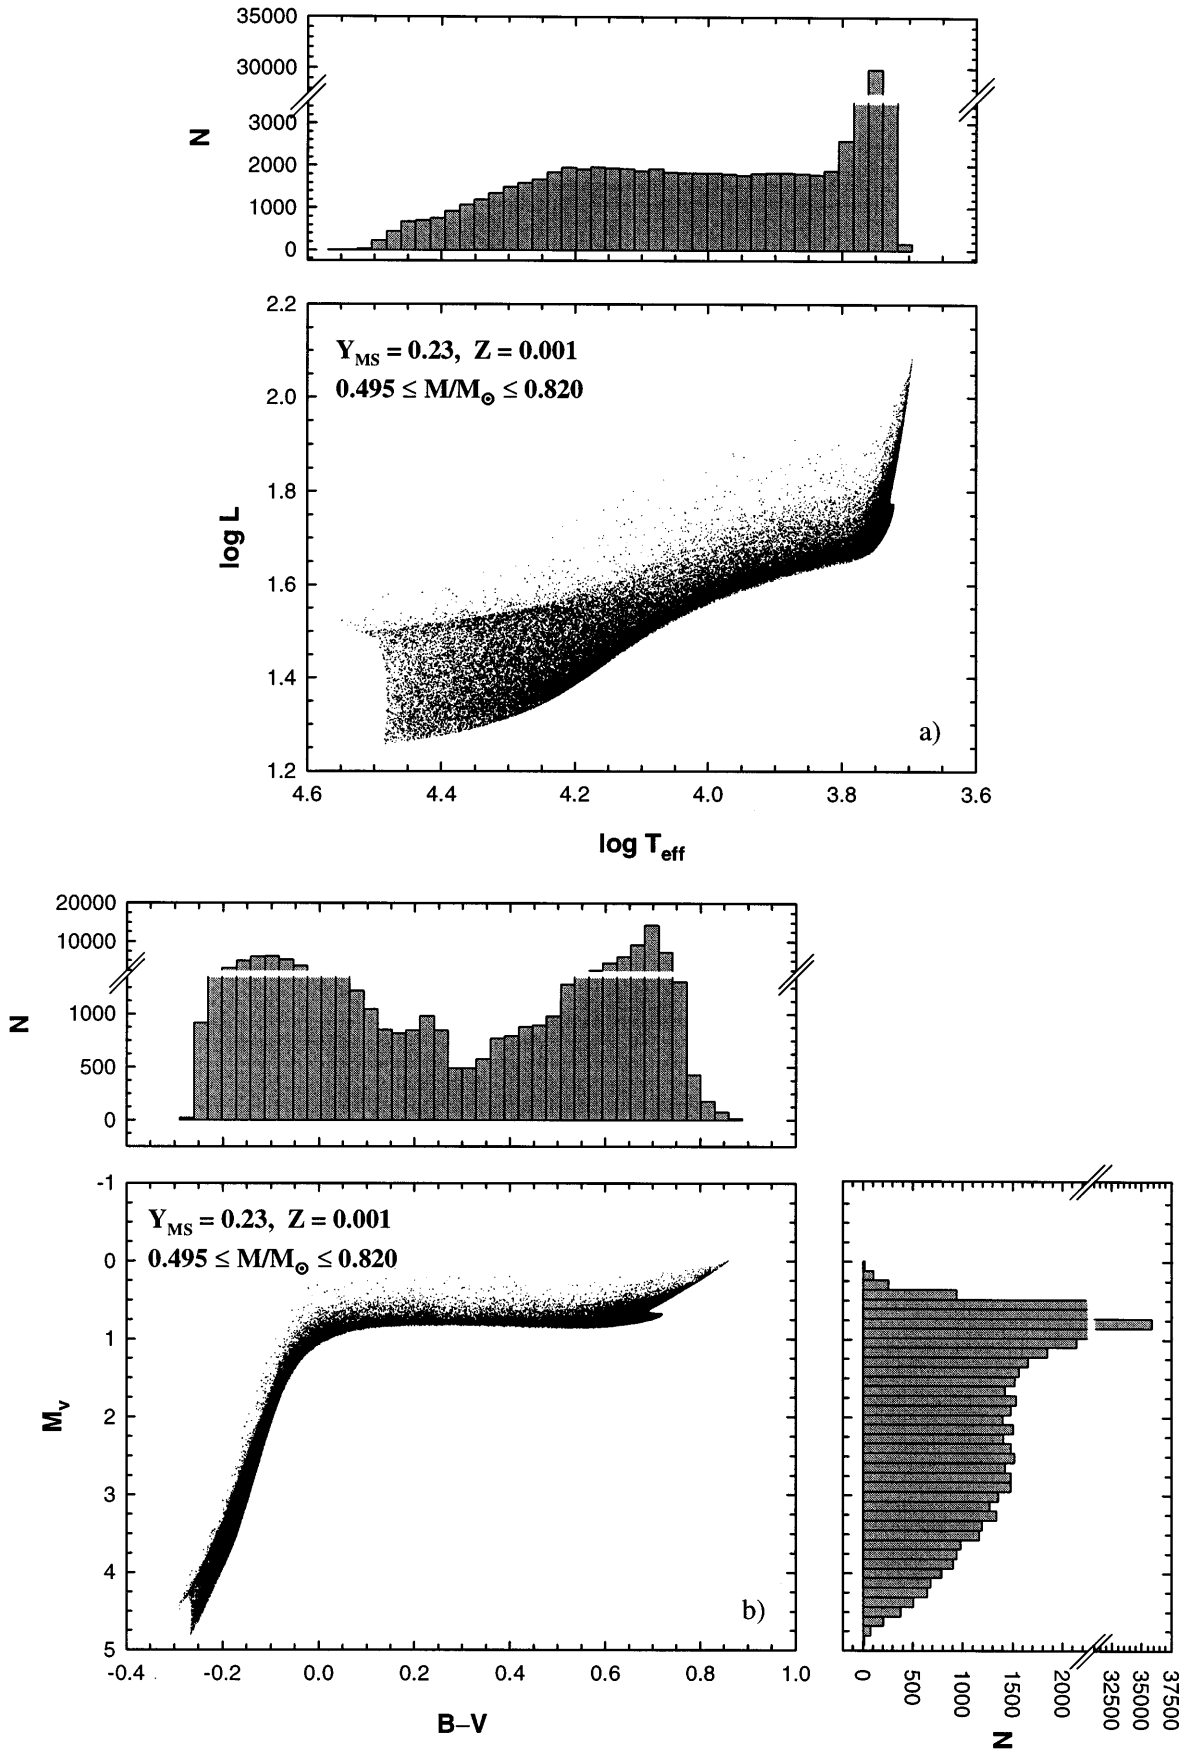 35000
30000
3000
2000
1000
0
N
2.2
2.0
1.8
1.6
1.4
1.2
log L
Y_MS = 0.23, Z = 0.001
0.495 ≤ M/M_⊙ ≤ 0.820
a)
4.6 4.4 4.2 4.0 3.8 3.6
log T_eff
20000
10000
1000
500
0
N
-1
0
1
2
3
4
5
M_v
Y_MS = 0.23, Z = 0.001
0.495 ≤ M/M_⊙ ≤ 0.820
b)
-0.4 -0.2 0.0 0.2 0.4 0.6 0.8 1.0
B–V
0 500 1000 1500 2000 32500 35000 37500
N